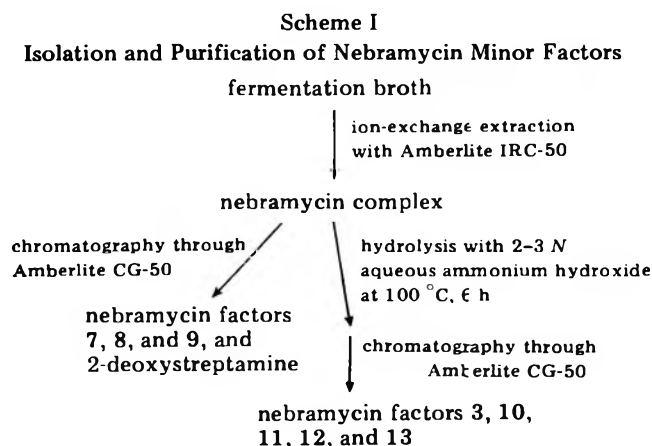 Scheme I
Isolation and Purification of Nebramycin Minor Factors
fermentation broth
ion-exchange extraction
with Amberlite IRC-50
nebramycin complex
chromatography through
Amberlite CG-50
hydrolysis with 2-3 N
aqueous ammonium hydroxide
at 100 °C, 6 h
nebramycin factors
7, 8, and 9, and
2-deoxystreptamine
chromatography through
Amberlite CG-50
nebramycin factors 3, 10,
11, 12, and 13